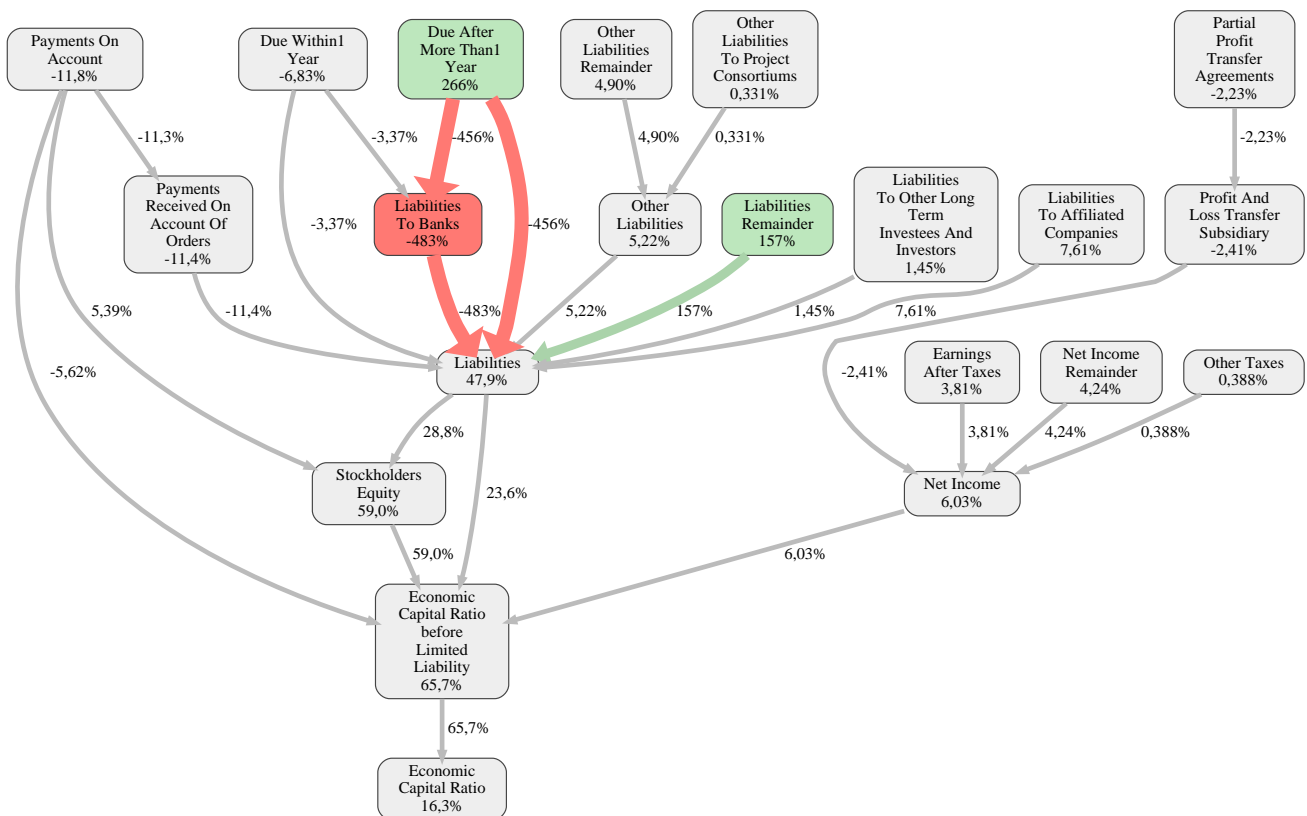 Payments On
Account
-11,8%
Due Within1
Year
-6,83%
Due After
More Than1
Year
266%
Other
Liabilities
Remainder
4,90%
Other
Liabilities
To Project
Consortiums
0,331%
Partial
Profit
Transfer
Agreements
-2,23%
-11,3%
-3,37%
-456%
4,90%
0,331%
-2,23%
Payments
Received On
Account Of
Orders
-11,4%
Liabilities
To Banks
-483%
Other
Liabilities
5,22%
Liabilities
Remainder
157%
Liabilities
To Other Long
Term
Investees And
Investors
1,45%
Liabilities
To Affiliated
Companies
7,61%
Profit And
Loss Transfer
Subsidiary
-2,41%
-3,37%
-456%
5,39%
-11,4%
-483%
5,22%
157%
1,45%
7,61%
-5,62%
Liabilities
47,9%
-2,41%
Earnings
After Taxes
3,81%
Net Income
Remainder
4,24%
Other Taxes
0,388%
28,8%
3,81%
4,24%
0,388%
Stockholders
Equity
59,0%
23,6%
Net Income
6,03%
59,0%
6,03%
Economic
Capital Ratio
before
Limited
Liability
65,7%
65,7%
Economic
Capital Ratio
16,3%